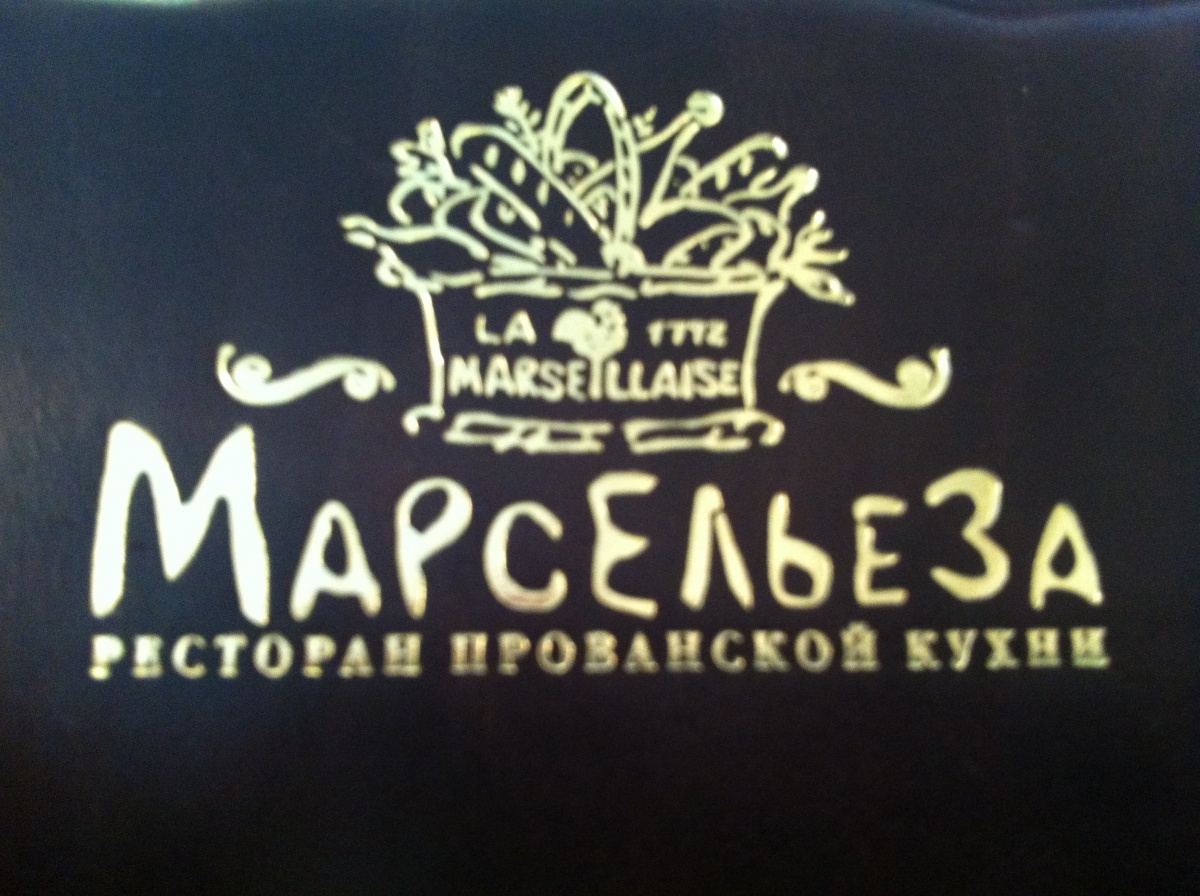 LA 1772
MARSEILLAISE
МАРСЕЛЬЕЗА
РЕСТОРАН ПРОВАНСКОЙ КУХНИ